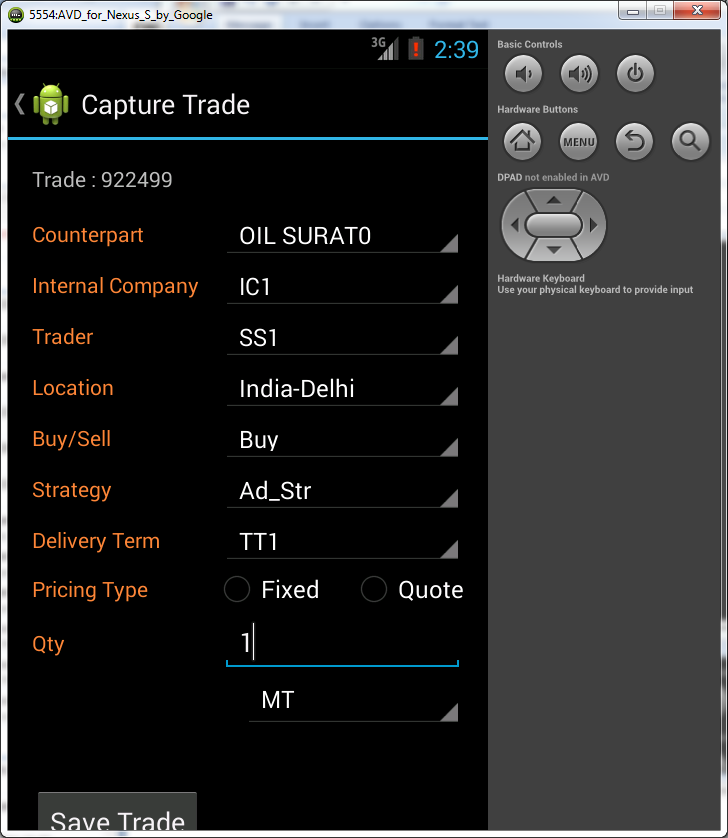 5554:AVD_for_Nexus_S_by_Google
3G 2:39
Capture Trade
Trade : 922499
Counterpart OIL SURAT0
Internal Company IC1
Trader SS1
Location India-Delhi
Buy/Sell Buy
Strategy Ad_Str
Delivery Term TT1
Pricing Type Fixed Quote
Qty 1
MT
Save Trade
Basic Controls
Hardware Buttons
MENU
DPAD not enabled in AVD
Hardware Keyboard
Use your physical keyboard to provide input